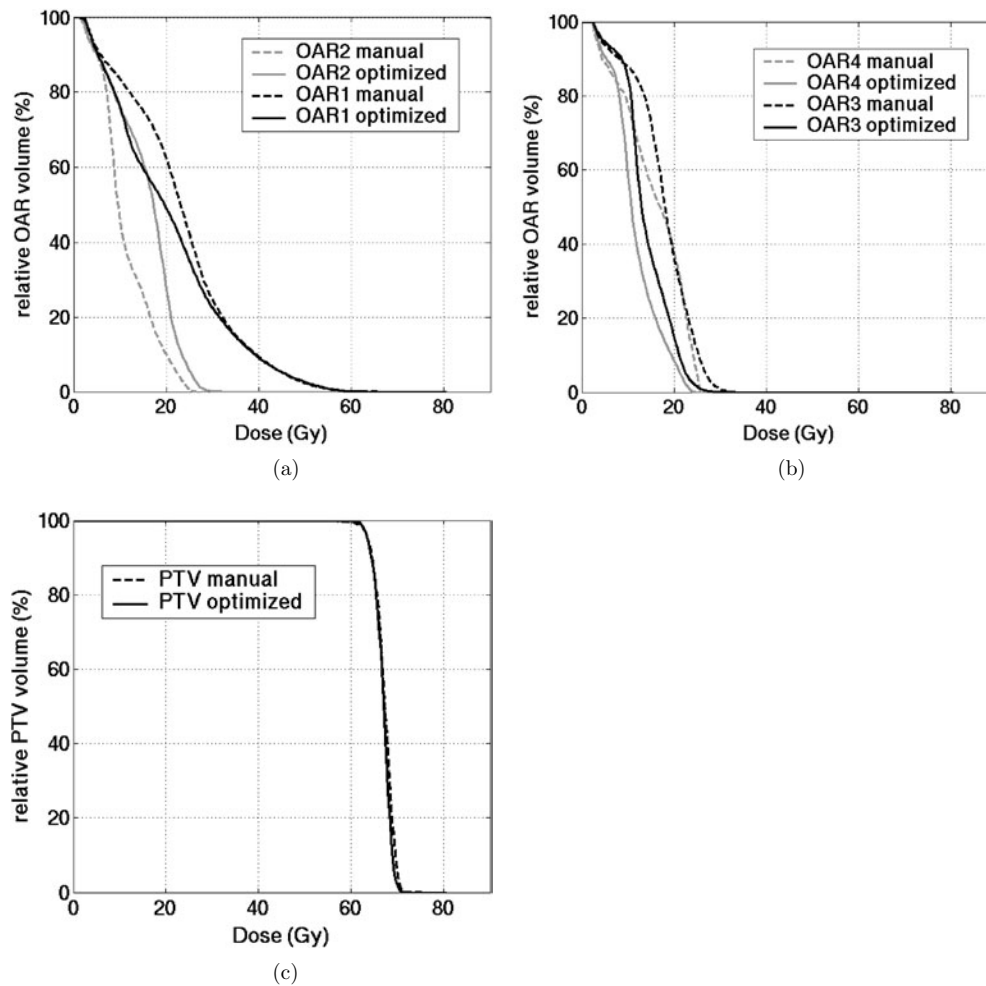 100
80
60
40
20
0
relative OAR volume (%)
OAR2 manual
OAR2 optimized
OAR1 manual
OAR1 optimized
0 20 40 60 80
Dose (Gy)
(a)
100
80
60
40
20
0
relative OAR volume (%)
OAR4 manual
OAR4 optimized
OAR3 manual
OAR3 optimized
0 20 40 60 80
Dose (Gy)
(b)
100
80
60
40
20
0
relative PTV volume (%)
PTV manual
PTV optimized
0 20 40 60 80
Dose (Gy)
(c)